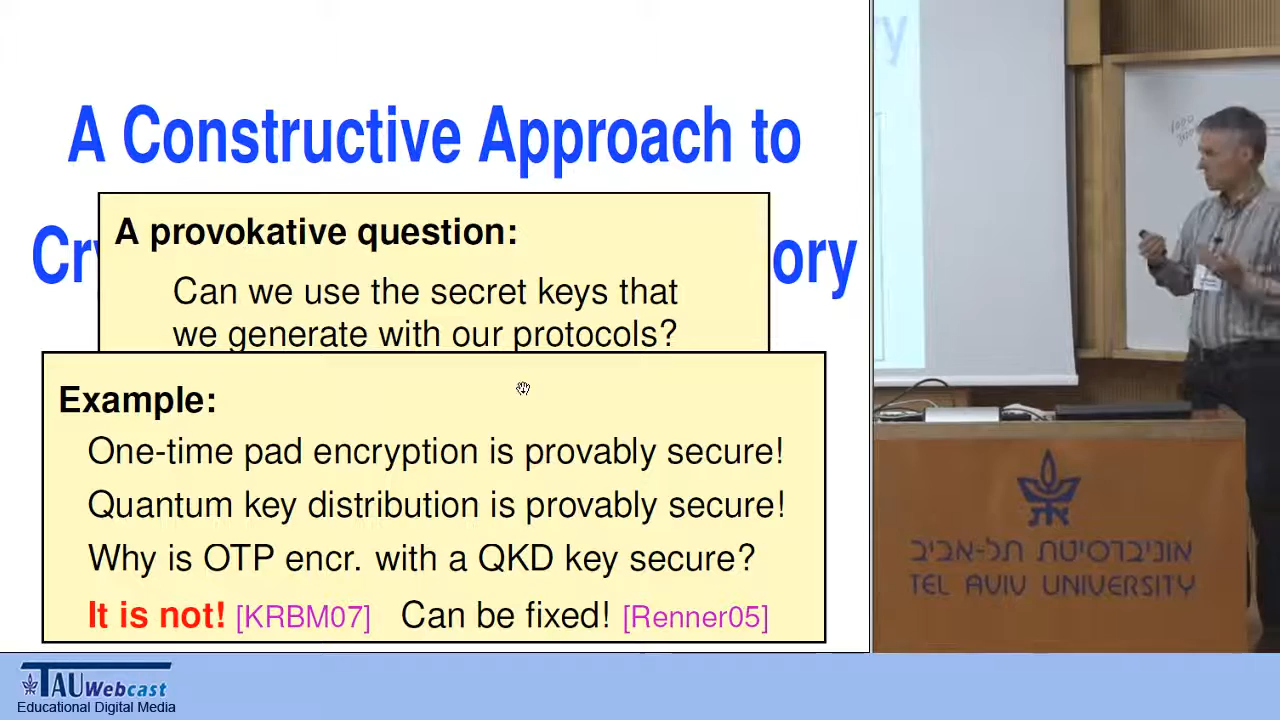 A Constructive Approach to
A provokative question:
Can we use the secret keys that
we generate with our protocols?
ory
Example:
One-time pad encryption is provably secure!
Quantum key distribution is provably secure!
Why is OTP encr. with a QKD key secure?
It is not! [KRBM07] Can be fixed! [Renner05]
אוניברסיטת תל-אביב
TEL AVIV UNIVERSITY
TAU Webcast
Educational Digital Media